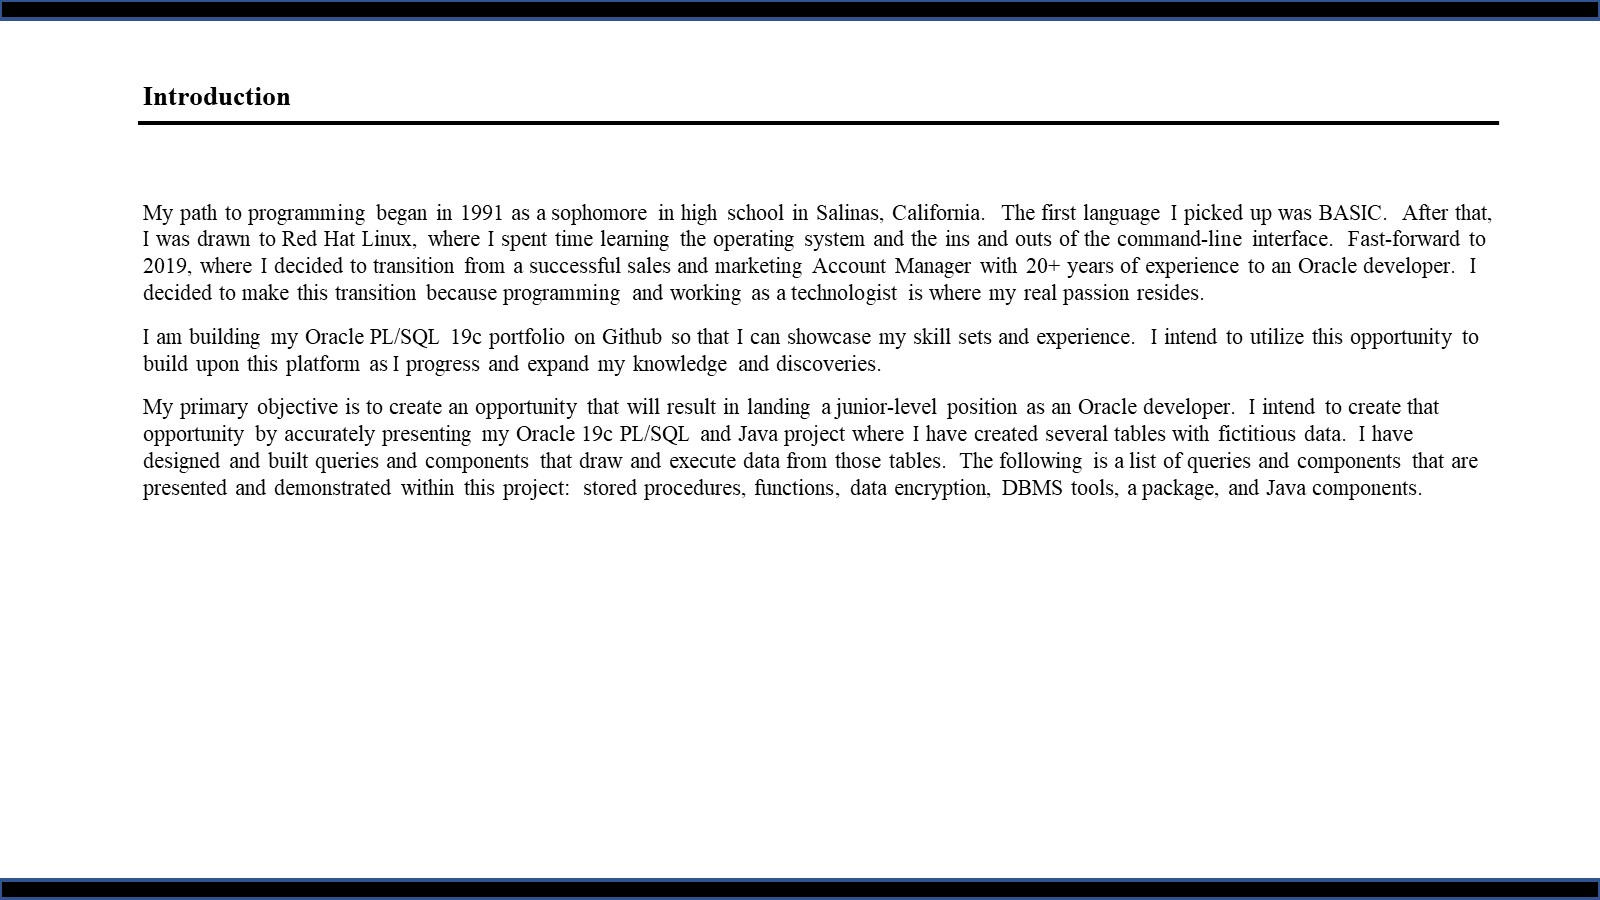 Introduction
My path to programming began in 1991 as a sophomore in high school in Salinas, California. The first language I picked up was BASIC. After that,
I was drawn to Red Hat Linux, where I spent time learning the operating system and the ins and outs of the command-line interface. Fast-forward to
2019, where I decided to transition from a successful sales and marketing Account Manager with 20+ years of experience to an Oracle developer. I
decided to make this transition because programming and working as a technologist is where my real passion resides.
I am building my Oracle PL/SQL 19c portfolio on Github so that I can showcase my skill sets and experience. I intend to utilize this opportunity to
build upon this platform as I progress and expand my knowledge and discoveries.
My primary objective is to create an opportunity that will result in landing a junior-level position as an Oracle developer. I intend to create that
opportunity by accurately presenting my Oracle 19c PL/SQL and Java project where I have created several tables with fictitious data. I have
designed and built queries and components that draw and execute data from those tables. The following is a list of queries and components that are
presented and demonstrated within this project: stored procedures, functions, data encryption, DBMS tools, a package, and Java components.